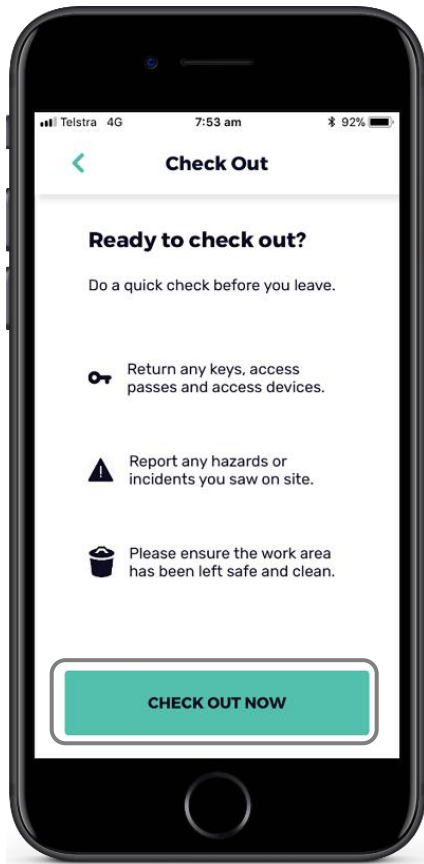 Telstra 4G 7:53 am 92%
Check Out
Ready to check out?
Do a quick check before you leave.
Return any keys, access
passes and access devices.
Report any hazards or
incidents you saw on site.
Please ensure the work area
has been left safe and clean.
CHECK OUT NOW